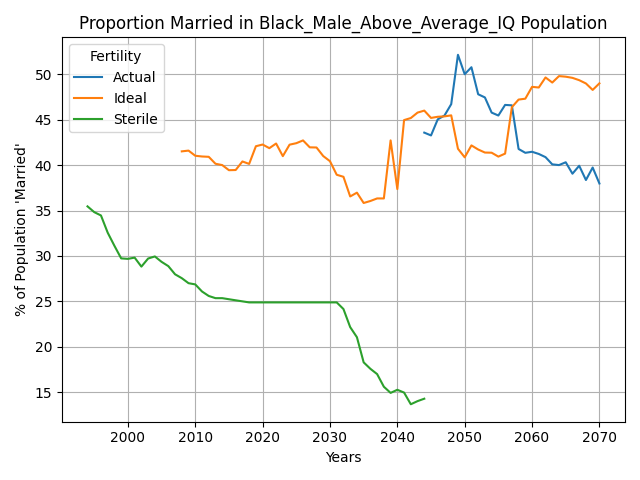 Proportion Married in Black_Male_Above_Average_IQ Population
Fertility
Actual
Ideal
Sterile
% of Population 'Married'
50
45
40
35
30
25
20
15
2000 2010 2020 2030 2040 2050 2060 2070
Years